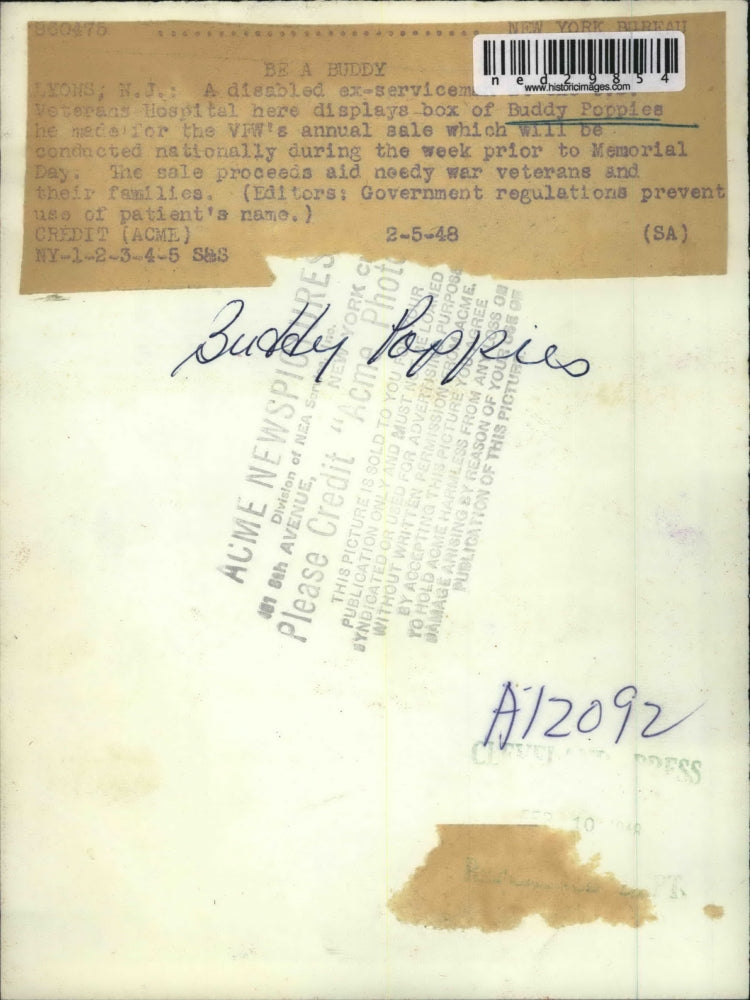 960475 NEW YORK BUREAU
BE A BUDDY
LYONS, N.J.: A disabled ex-servicem
Veterans Hospital here displays box of Buddy Poppies
he made for the VFW's annual sale which will be
conducted nationally during the week prior to Memorial
Day. The sale proceeds aid needy war veterans and
their families. (Editors: Government regulations prevent
use of patient's name.)
CREDIT (ACME) 2-5-48 (SA)
NY-1-2-3-4-5 S&S
ned29854
www.historicimages.com
Buddy Poppies
ACME NEWSPICTURES
Division of NEA Service, Inc.
461 8th AVENUE, NEW YORK C
Please Credit "Acme Photo
THIS PICTURE IS SOLD TO YOU FOR YOUR
PUBLICATION ONLY AND MUST NOT BE LOANED
SYNDICATED OR USED FOR ADVERTISING PURPOSE
WITHOUT WRITTEN PERMISSION FROM ACME.
BY ACCEPTING THIS PICTURE YOU AGREE
TO HOLD ACME HARMLESS FROM ANY LOSS OR
DAMAGE ARISING BY REASON OF YOUR USE OR
PUBLICATION OF THIS PICTURE
A12092
PRESS
FEB 10 1948